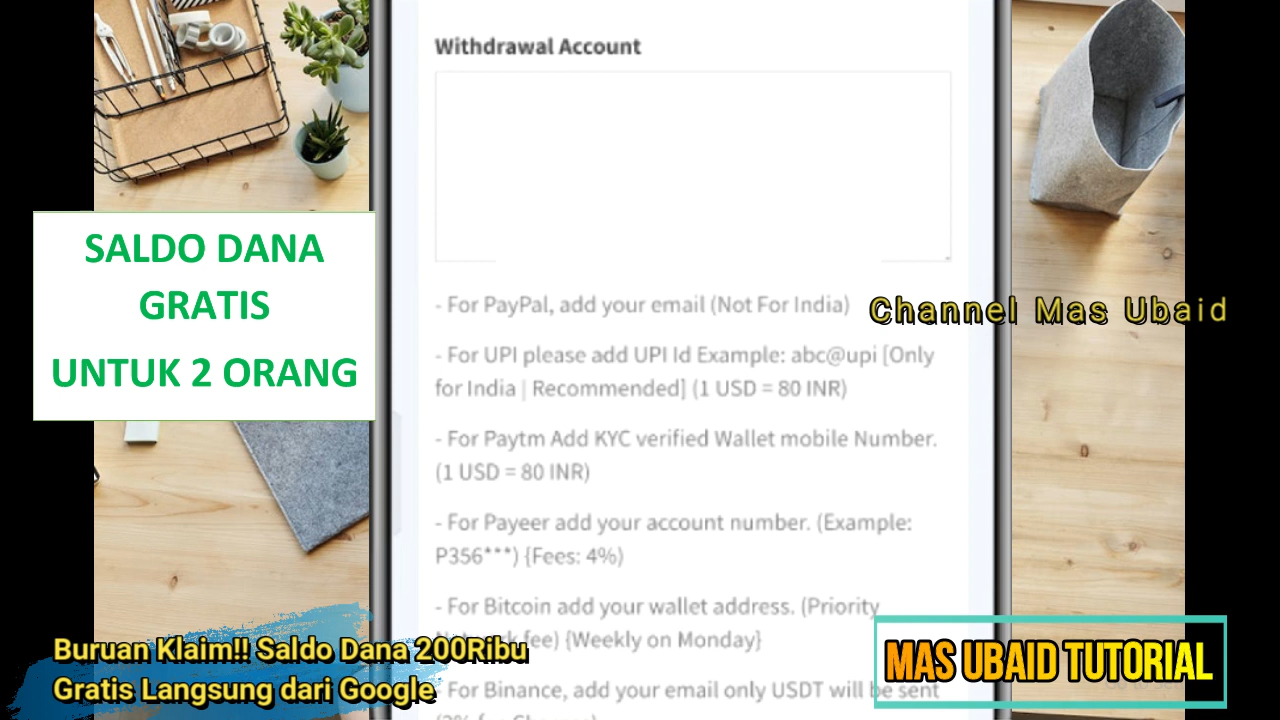 Withdrawal Account
SALDO DANA
GRATIS
UNTUK 2 ORANG
- For PayPal, add your email (Not For India)
Channel Mas Ubaid
- For UPI please add UPI Id Example: abc@upi [Only
for India | Recommended] (1 USD = 80 INR)
- For Paytm Add KYC verified Wallet mobile Number.
(1 USD = 80 INR)
- For Payeer add your account number. (Example:
P356***) {Fees: 4%)
- For Bitcoin add your wallet address. (Priority
fee) {Weekly on Monday}
For Binance, add your email only USDT will be sent
Buruan Klaim!! Saldo Dana 200Ribu
Gratis Langsung dari Google
MAS UBAID TUTORIAL